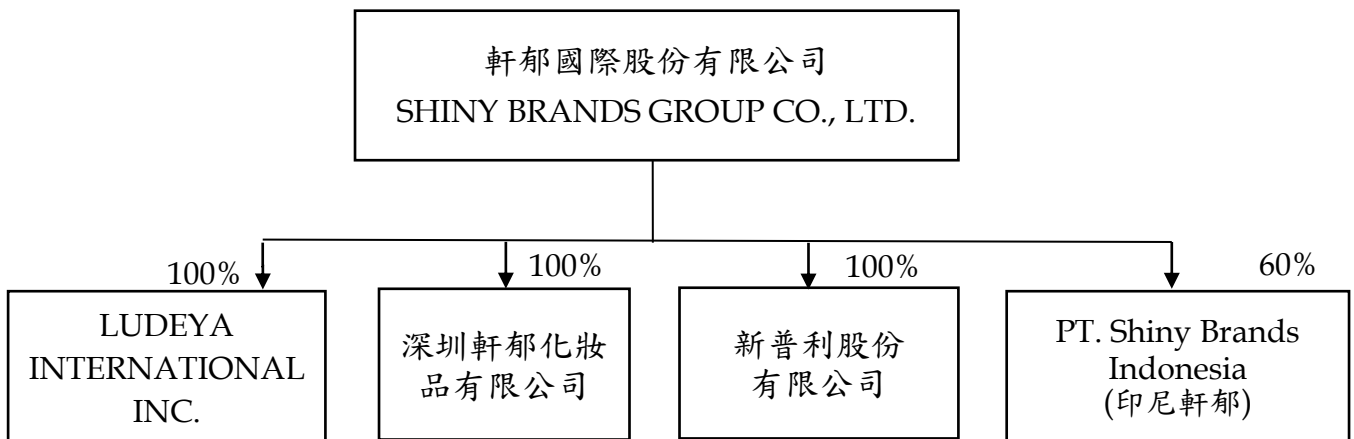 軒郁國際股份有限公司
SHINY BRANDS GROUP CO., LTD.
100%
100%
100%
60%
LUDEYA
INTERNATIONAL
INC.
深圳軒郁化妝
品有限公司
新普利股份
有限公司
PT. Shiny Brands
Indonesia
(印尼軒郁)